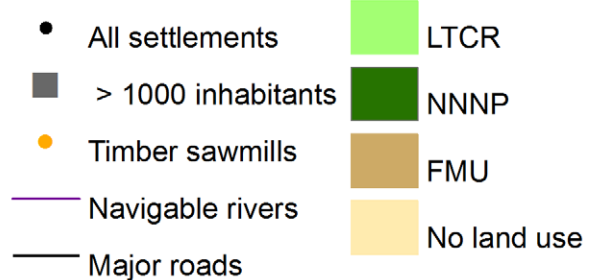 All settlements
> 1000 inhabitants
Timber sawmills
Navigable rivers
Major roads
LTCR
NNNP
FMU
No land use